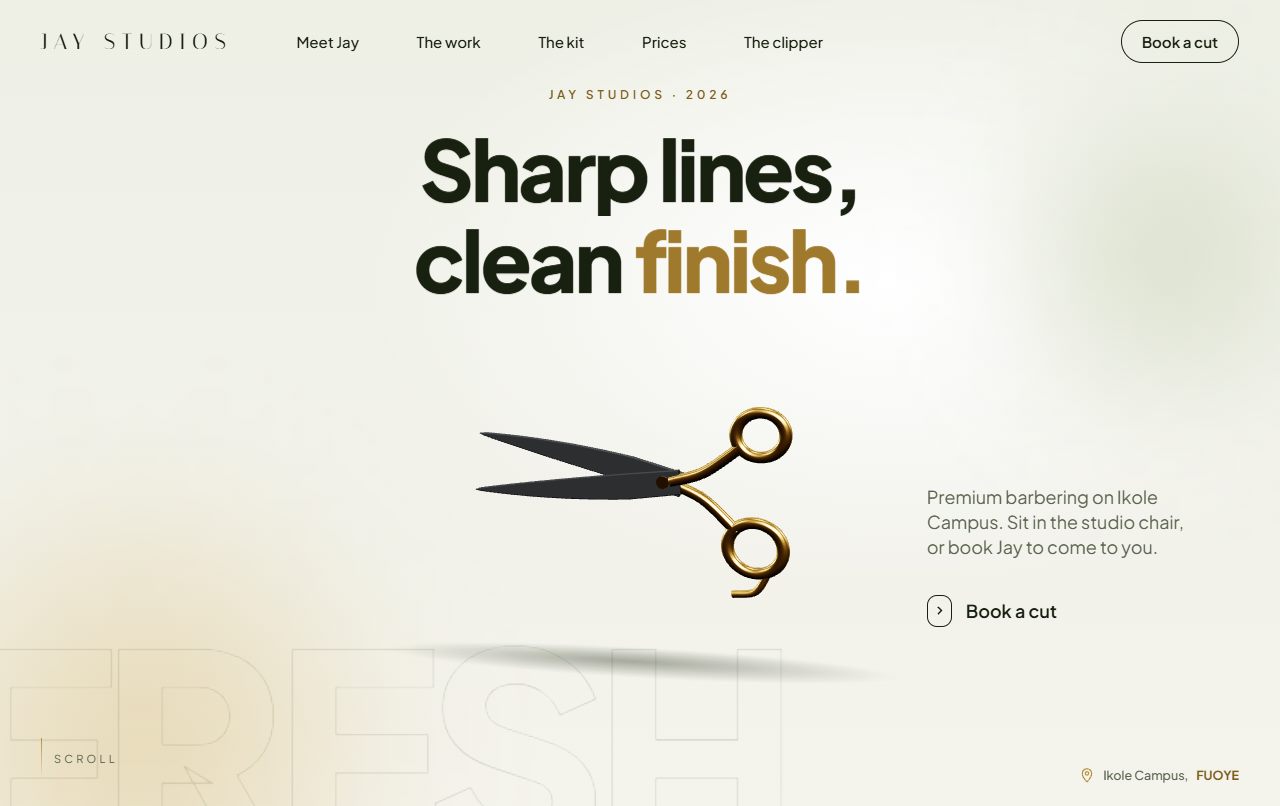 JAY STUDIOS
Meet Jay
The work
The kit
Prices
The clipper
Book a cut
JAY STUDIOS · 2026
Sharp lines,
clean finish.
Premium barbering on Ikole
Campus. Sit in the studio chair,
or book Jay to come to you.
Book a cut
FRESH
SCROLL
Ikole Campus, FUOYE